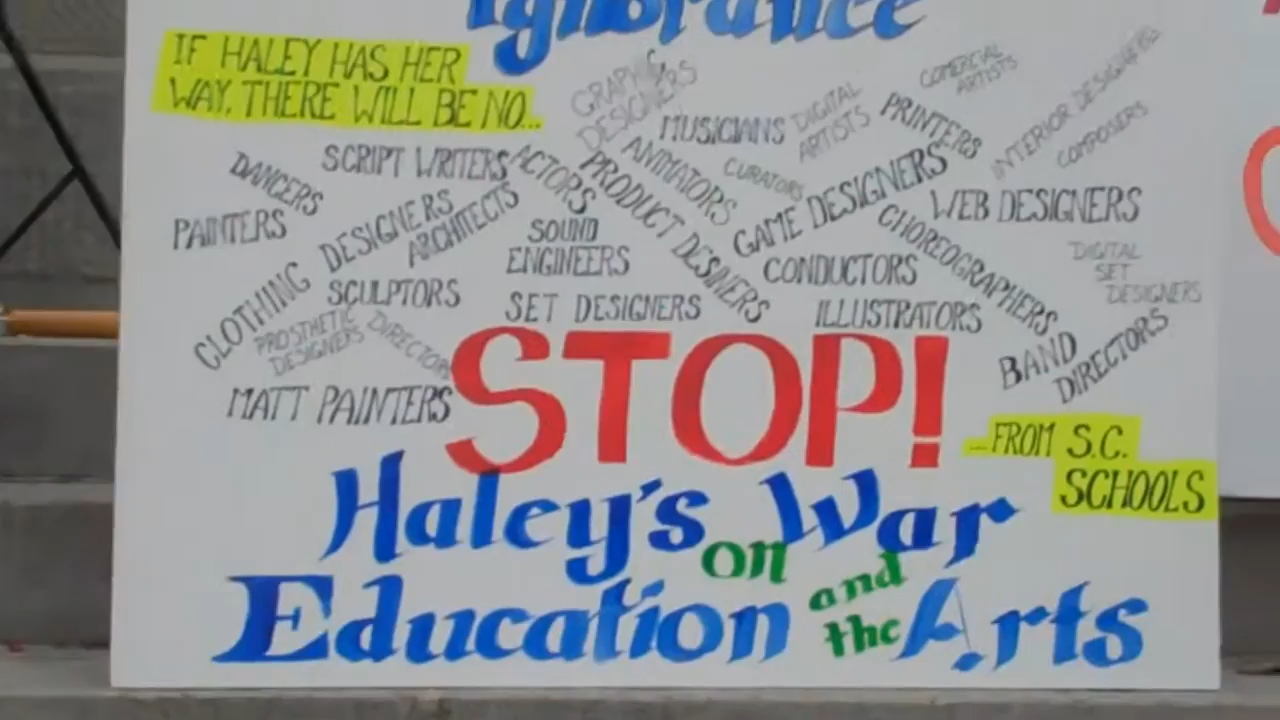 Ignorance
IF HALEY HAS HER
WAY, THERE WILL BE NO...
GRAPHIC
DESIGNERS
MUSICIANS
DIGITAL
ARTISTS
COMERCIAL
ARTISTS
PRINTERS
INTERIOR DESIGNERS
COMPOSERS
DANCERS
SCRIPT WRITERS
ACTORS
ANIMATORS
CURATORS
PAINTERS
DESIGNERS
ARCHITECTS
PRODUCT DESINERS
GAME DESIGNERS
WEB DESIGNERS
CHOREOGRAPHERS
SOUND
ENGINEERS
CONDUCTORS
DIGITAL
SET
DESIGNERS
CLOTHING
SCULPTORS
SET DESIGNERS
ILLUSTRATORS
PROSTHETIC
DESIGNERS
DIRECTORS
BAND
DIRECTORS
MATT PAINTERS
STOP!
...FROM S.C.
SCHOOLS
Haley's War
on
Education and
the Arts